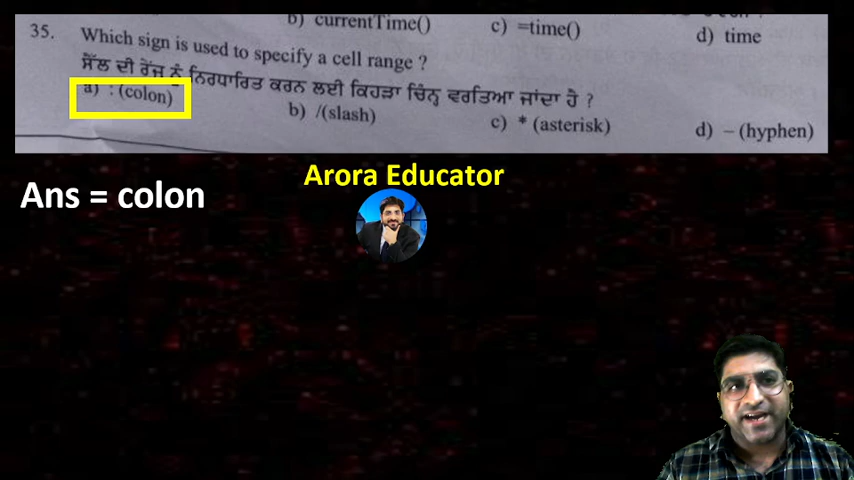 b) currentTime() c) =time() d) time
35. Which sign is used to specify a cell range ?
ਸੈੱਲ ਦੀ ਰੇਂਜ ਨੂੰ ਨਿਰਧਾਰਿਤ ਕਰਨ ਲਈ ਕਿਹੜਾ ਚਿੰਨ੍ਹ ਵਰਤਿਆ ਜਾਂਦਾ ਹੈ ?
a) : (colon) b) /(slash) c) * (asterisk) d) – (hyphen)
Ans = colon
Arora Educator